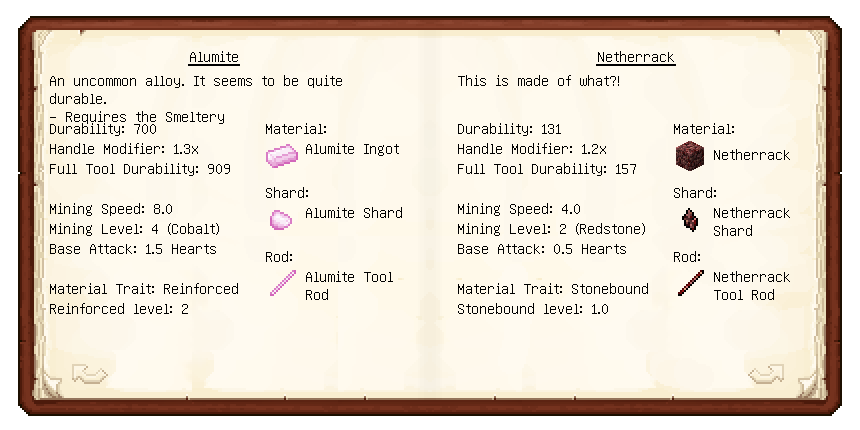 Alumite
An uncommon alloy. It seems to be quite
durable.
- Requires the Smeltery
Durability: 700
Handle Modifier: 1.3x
Full Tool Durability: 909
Mining Speed: 8.0
Mining Level: 4 (Cobalt)
Base Attack: 1.5 Hearts
Material Trait: Reinforced
Reinforced level: 2
Material:
Alumite Ingot
Shard:
Alumite Shard
Rod:
Alumite Tool
Rod
Netherrack
This is made of what?!
Durability: 131
Handle Modifier: 1.2x
Full Tool Durability: 157
Mining Speed: 4.0
Mining Level: 2 (Redstone)
Base Attack: 0.5 Hearts
Material Trait: Stonebound
Stonebound level: 1.0
Material:
Netherrack
Shard:
Netherrack
Shard
Rod:
Netherrack
Tool Rod